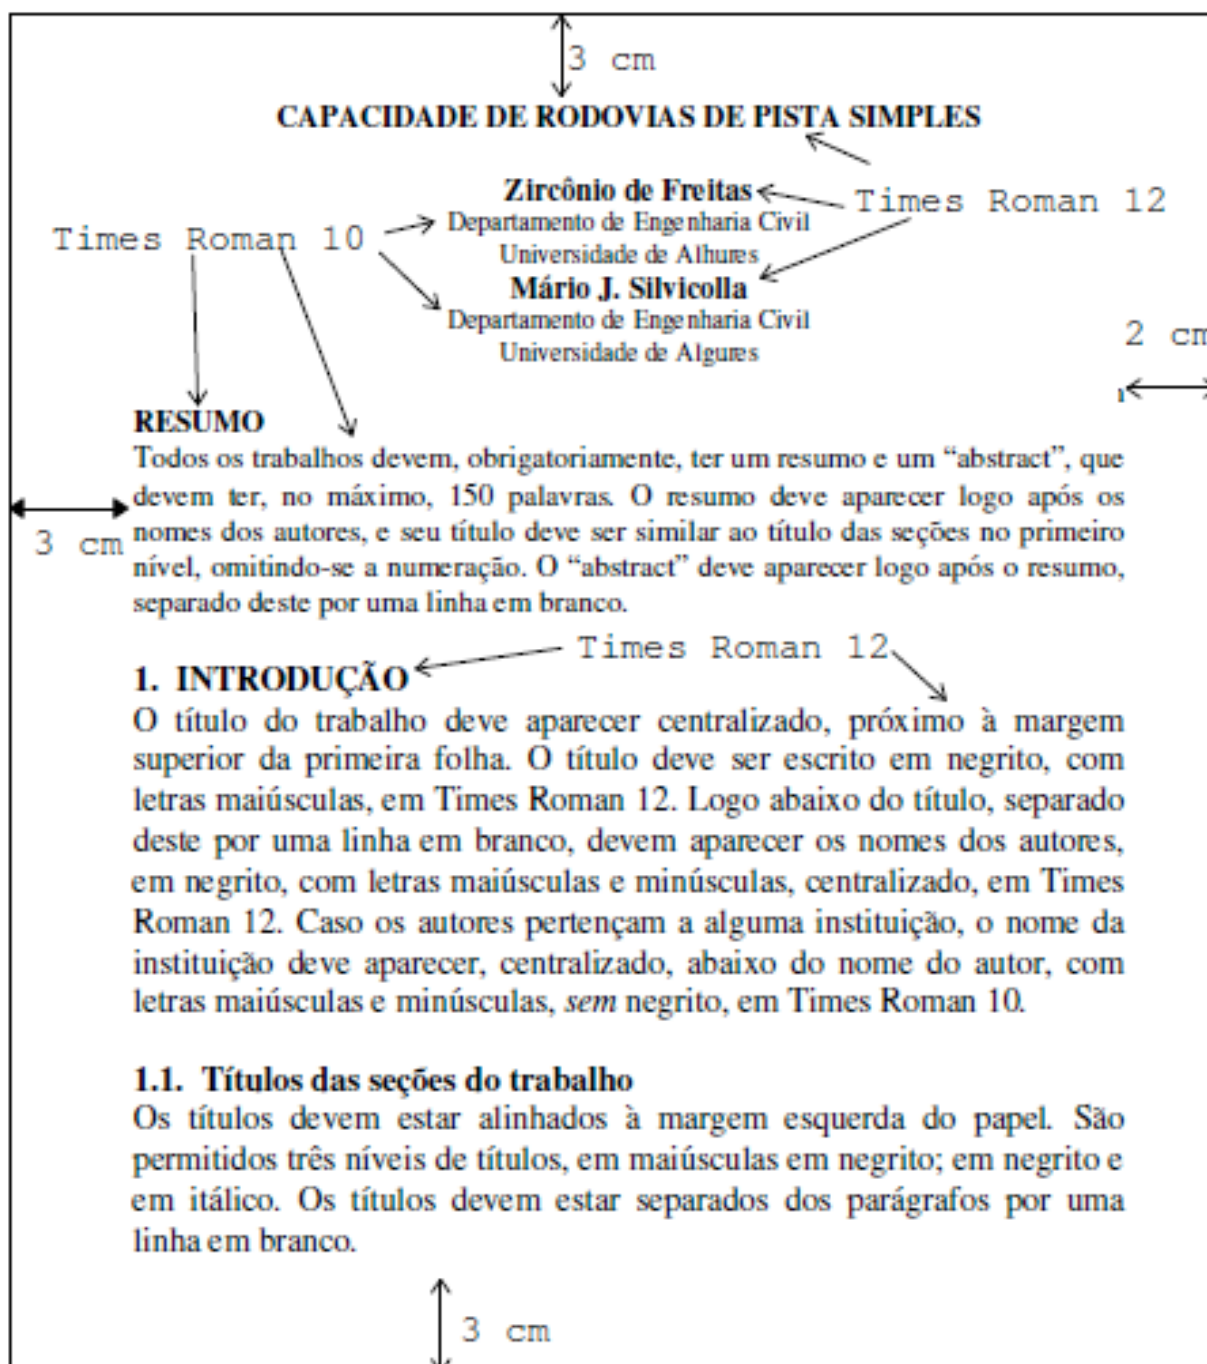 3 cm
CAPACIDADE DE RODOVIAS DE PISTA SIMPLES
Zircônio de Freitas
Times Roman 12
Departamento de Engenharia Civil
Times Roman 10
Universidade de Alhures
Mário J. Silvicolla
Departamento de Engenharia Civil
2 cm
Universidade de Algures
RESUMO
Todos os trabalhos devem, obrigatoriamente, ter um resumo e um “abstract”, que
devem ter, no máximo, 150 palavras. O resumo deve aparecer logo após os
nomes dos autores, e seu título deve ser similar ao título das seções no primeiro
3 cm
nível, omitindo-se a numeração. O “abstract” deve aparecer logo após o resumo,
separado deste por uma linha em branco.
Times Roman 12
1. INTRODUÇÃO
O título do trabalho deve aparecer centralizado, próximo à margem
superior da primeira folha. O título deve ser escrito em negrito, com
letras maiúsculas, em Times Roman 12. Logo abaixo do título, separado
deste por uma linha em branco, devem aparecer os nomes dos autores,
em negrito, com letras maiúsculas e minúsculas, centralizado, em Times
Roman 12. Caso os autores pertençam a alguma instituição, o nome da
instituição deve aparecer, centralizado, abaixo do nome do autor, com
letras maiúsculas e minúsculas, sem negrito, em Times Roman 10.
1.1. Títulos das seções do trabalho
Os títulos devem estar alinhados à margem esquerda do papel. São
permitidos três níveis de títulos, em maiúsculas em negrito; em negrito e
em itálico. Os títulos devem estar separados dos parágrafos por uma
linha em branco.
3 cm